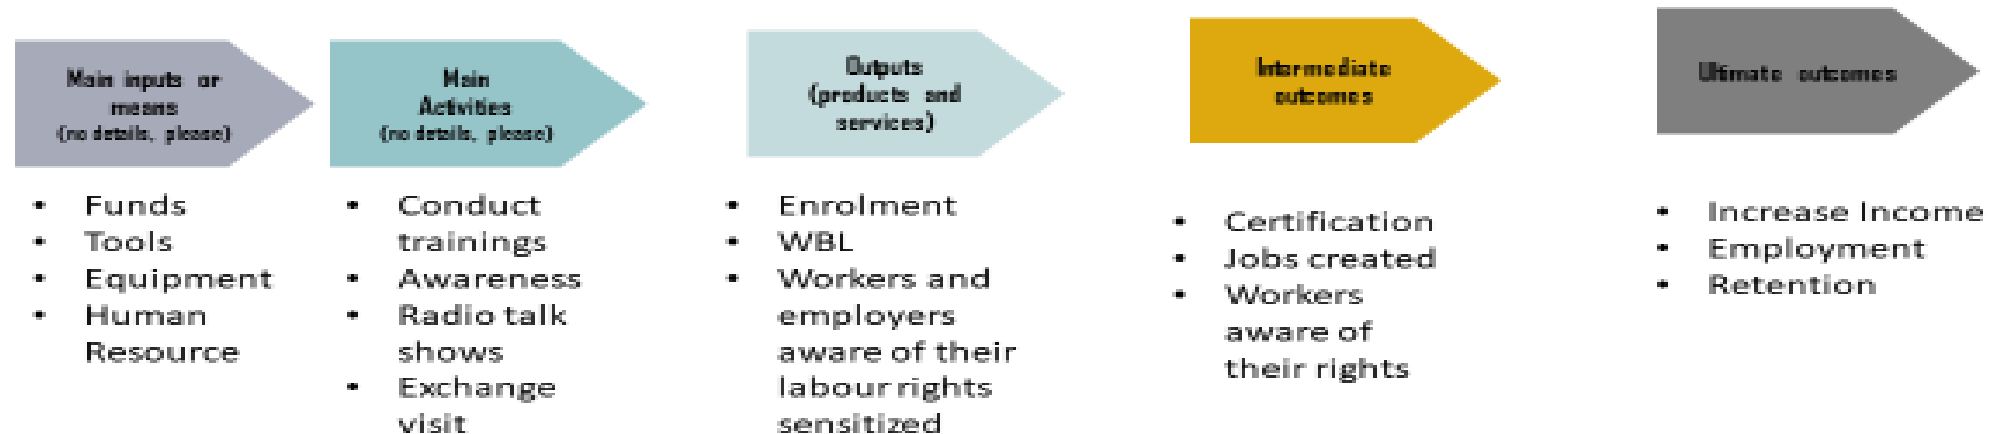 Main inputs or
means
(no details, please)
Main
Activities
(no details, please)
Outputs
(products and
services)
Intermediate
outcomes
Ultimate outcomes
• Funds
• Tools
• Equipment
• Human
Resource
• Conduct
trainings
• Awareness
• Radio talk
shows
• Exchange
visit
• Enrolment
• WBL
• Workers and
employers
aware of their
labour rights
sensitized
• Certification
• Jobs created
• Workers
aware of
their rights
• Increase Income
• Employment
• Retention